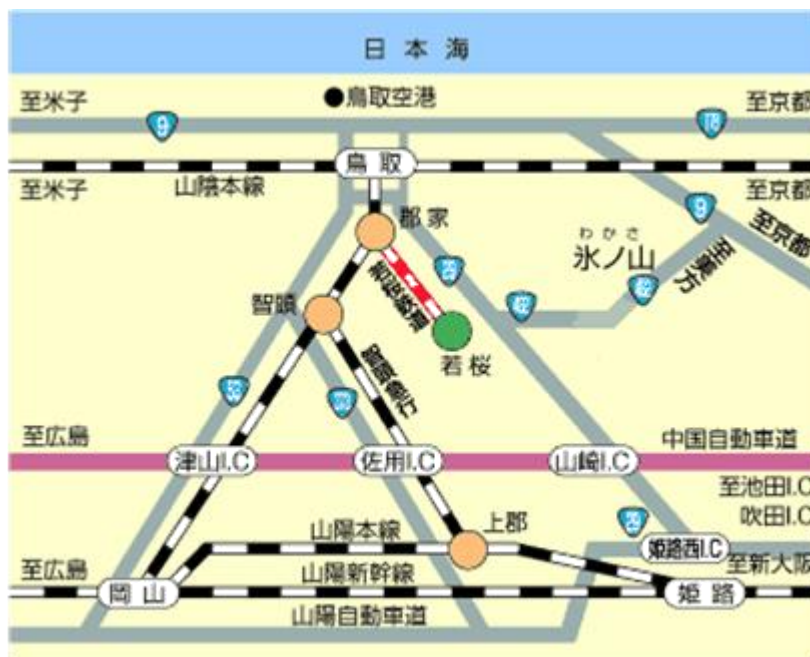 日本海
鳥取空港
至米子
至京都
9
鳥取
至米子
山陰本線
至京都
9
至京都
郡家
わかさ
氷ノ山
29
若桜鉄道
智頭
若桜
智頭急行
53
至広島
中国自動車道
津山I.C
佐用I.C
山崎I.C
至池田I.C
吹田I.C
29
上郡
山陽本線
姫路西I.C
至広島
山陽新幹線
至新大阪
岡山
姫路
山陽自動車道